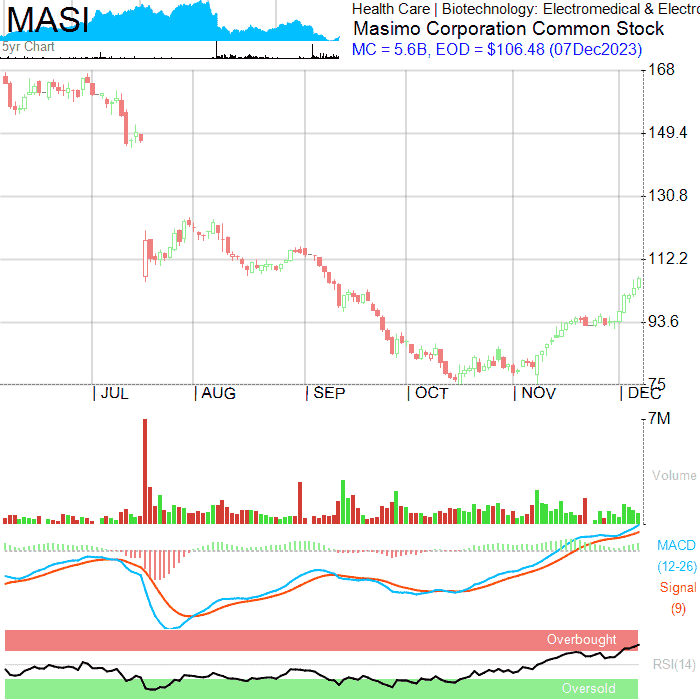 MASI
5yr Chart
Health Care | Biotechnology: Electromedical & Electro
Masimo Corporation Common Stock
MC = 5.6B, EOD = $106.48 (07Dec2023)
168
149.4
130.8
112.2
93.6
75
| JUL | AUG | SEP | OCT | NOV | DEC
7M
Volume
MACD
(12-26)
Signal
(9)
Overbought
RSI(14)
Oversold